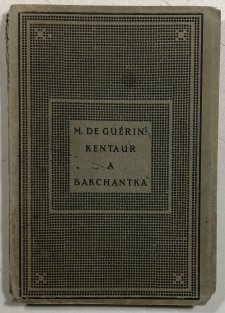 M. DE GUÉRIN:
KENTAUR
A
BAKCHANTKA